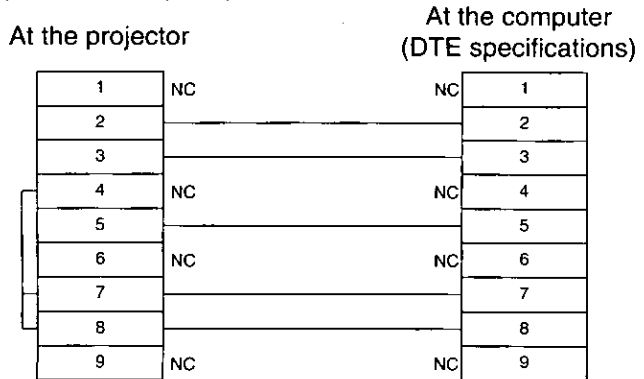 At the projector
At the computer
(DTE specifications)
1 NC NC 1
2 2
3 3
4 NC NC 4
5 5
6 NC NC 6
7 7
8 8
9 NC NC 9